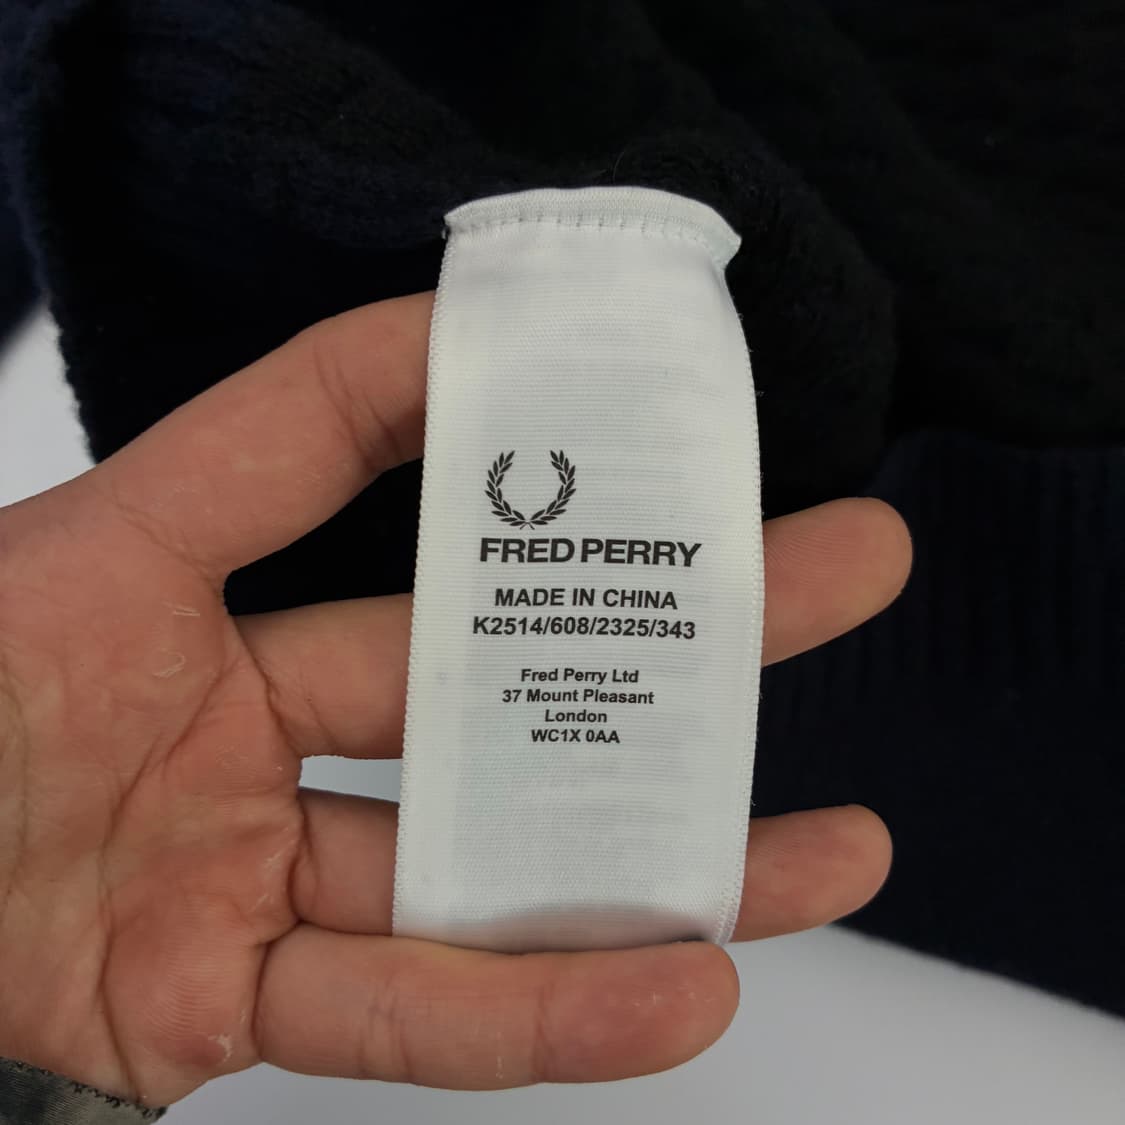 FRED PERRY
MADE IN CHINA
K2514/608/2325/343
Fred Perry Ltd
37 Mount Pleasant
London
WC1X 0AA